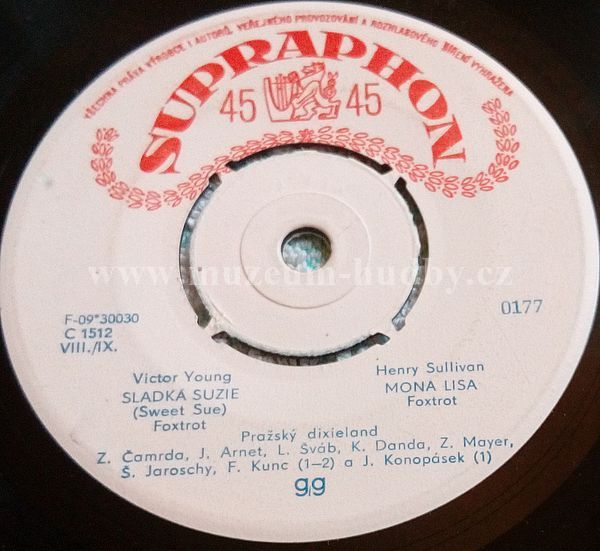 VŠECHNA PRÁVA VÝROBCE I AUTORŮ, VEŘEJNÉHO PROVOZOVÁNÍ A ROZHLASOVÉHO ŠÍŘENÍ VYHRAŽENA
SUPRAPHON
45 45
www.muzeum-hudby.cz
F-09*30030
C 1512
VIII./IX.
0177
Victor Young
SLADKÁ SUZIE
(Sweet Sue)
Foxtrot
Henry Sullivan
MONA LISA
Foxtrot
Pražský dixieland
Z. Čamrda, J. Arnet, L. Šváb, K. Danda, Z. Mayer,
Š. Jaroschy, F. Kunc (1-2) a J. Konopásek (1)
g/g